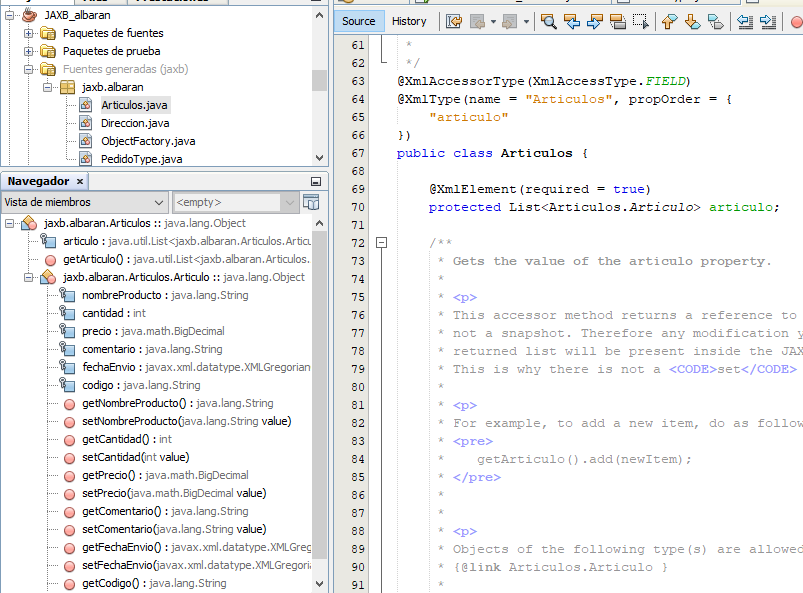 JAXB_albaran
Paquetes de fuentes
Paquetes de prueba
Fuentes generadas (jaxb)
jaxb.albaran
Articulos.java
Direccion.java
ObjectFactory.java
PedidoType.java
Navegador ×
Vista de miembros
<empty>
jaxb.albaran.Articulos :: java.lang.Object
articulo : java.util.List<jaxb.albaran.Articulos.Articu
getArticulo() : java.util.List<jaxb.albaran.Articulos.
jaxb.albaran.Articulos.Articulo :: java.lang.Object
nombreProducto : java.lang.String
cantidad : int
precio : java.math.BigDecimal
comentario : java.lang.String
fechaEnvio : javax.xml.datatype.XMLGregorian
codigo : java.lang.String
getNombreProducto() : java.lang.String
setNombreProducto(java.lang.String value)
getCantidad() : int
setCantidad(int value)
getPrecio() : java.math.BigDecimal
setPrecio(java.math.BigDecimal value)
getComentario() : java.lang.String
setComentario(java.lang.String value)
getFechaEnvio() : javax.xml.datatype.XMLGreg
setFechaEnvio(javax.xml.datatype.XMLGregori
getCodigo() : java.lang.String
Source History
61 *
62 */
63 @XmlAccessorType(XmlAccessType.FIELD)
64 @XmlType(name = "Articulos", propOrder = {
65 "articulo"
66 })
67 public class Articulos {
68
69 @XmlElement(required = true)
70 protected List<Articulos.Articulo> articulo;
71
72 /**
73 * Gets the value of the articulo property.
74 *
75 * <p>
76 * This accessor method returns a reference to
77 * not a snapshot. Therefore any modification y
78 * returned list will be present inside the JAX
79 * This is why there is not a <CODE>set</CODE>
80 *
81 * <p>
82 * For example, to add a new item, do as follow
83 * <pre>
84 * getArticulo().add(newItem);
85 * </pre>
86 *
87 *
88 * <p>
89 * Objects of the following type(s) are allowed
90 * {@link Articulos.Articulo }
91 *